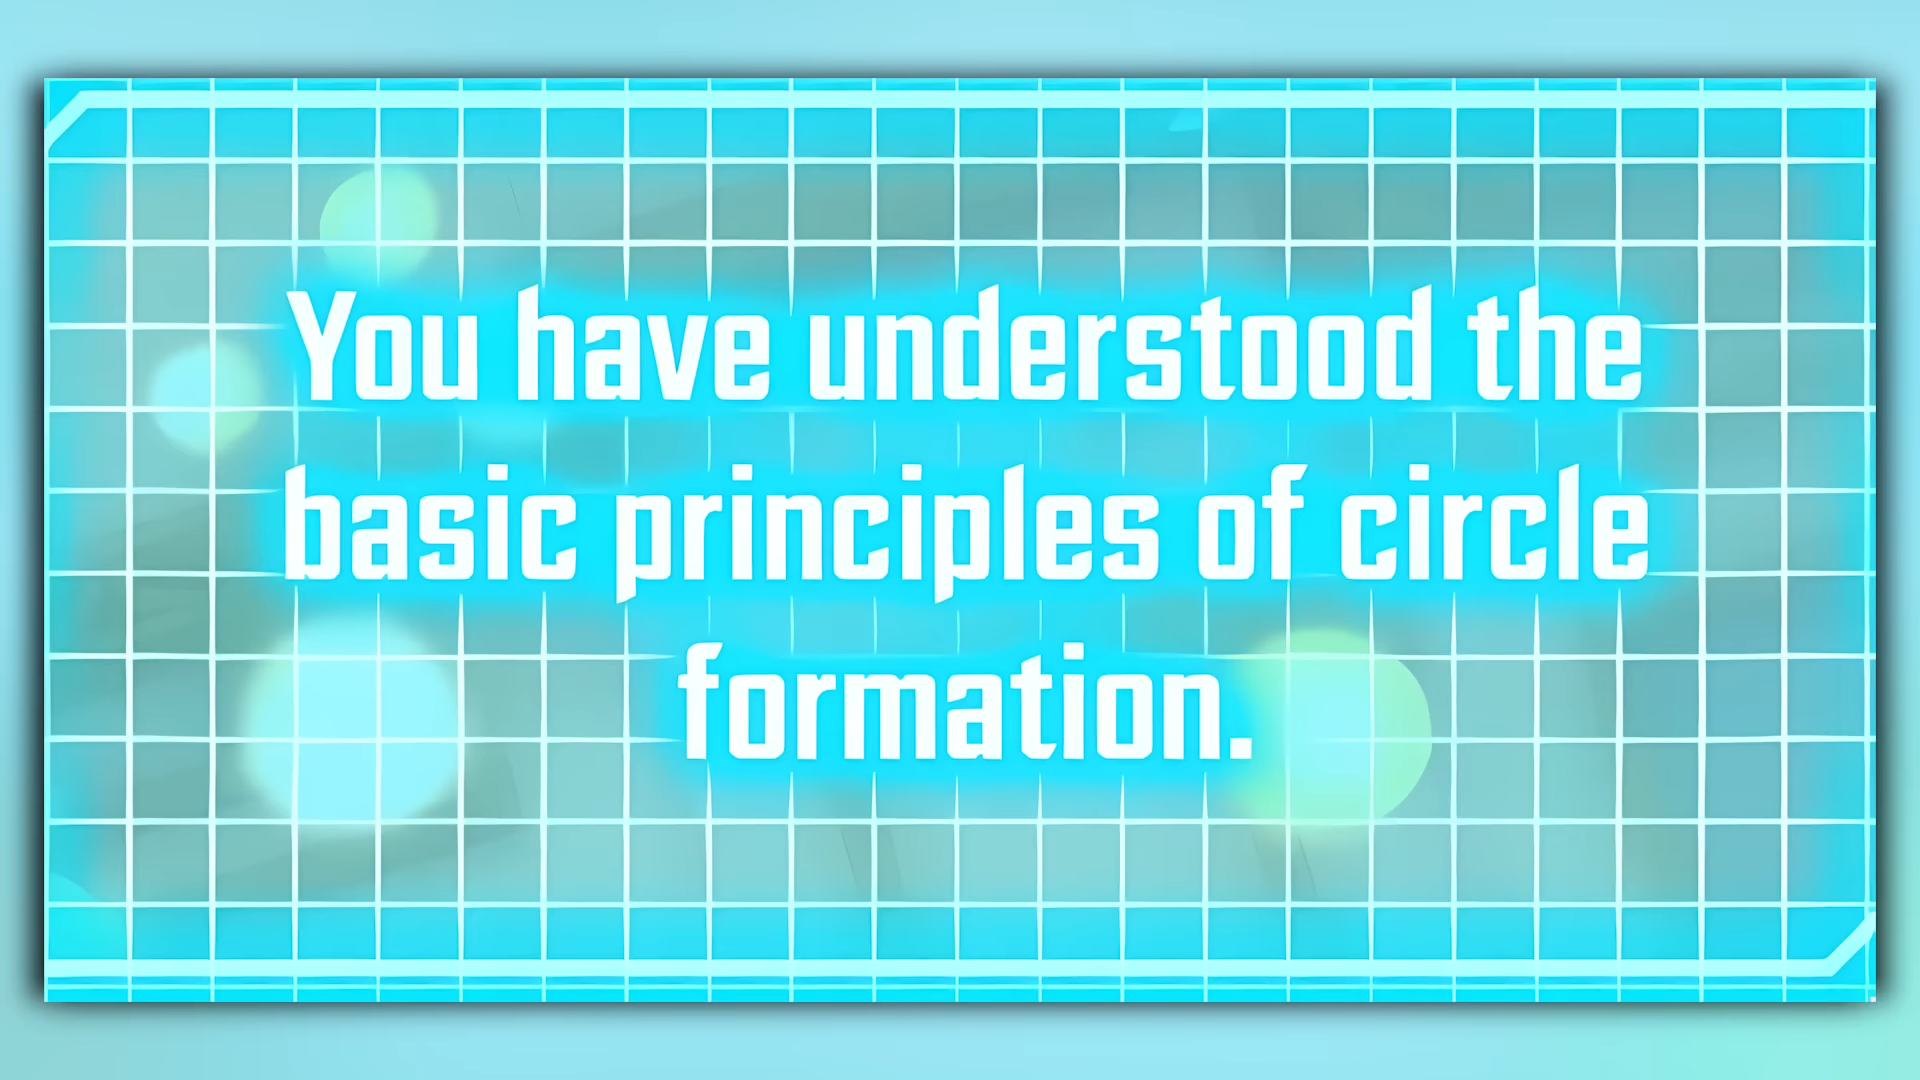 You have understood the
basic principles of circle
formation.